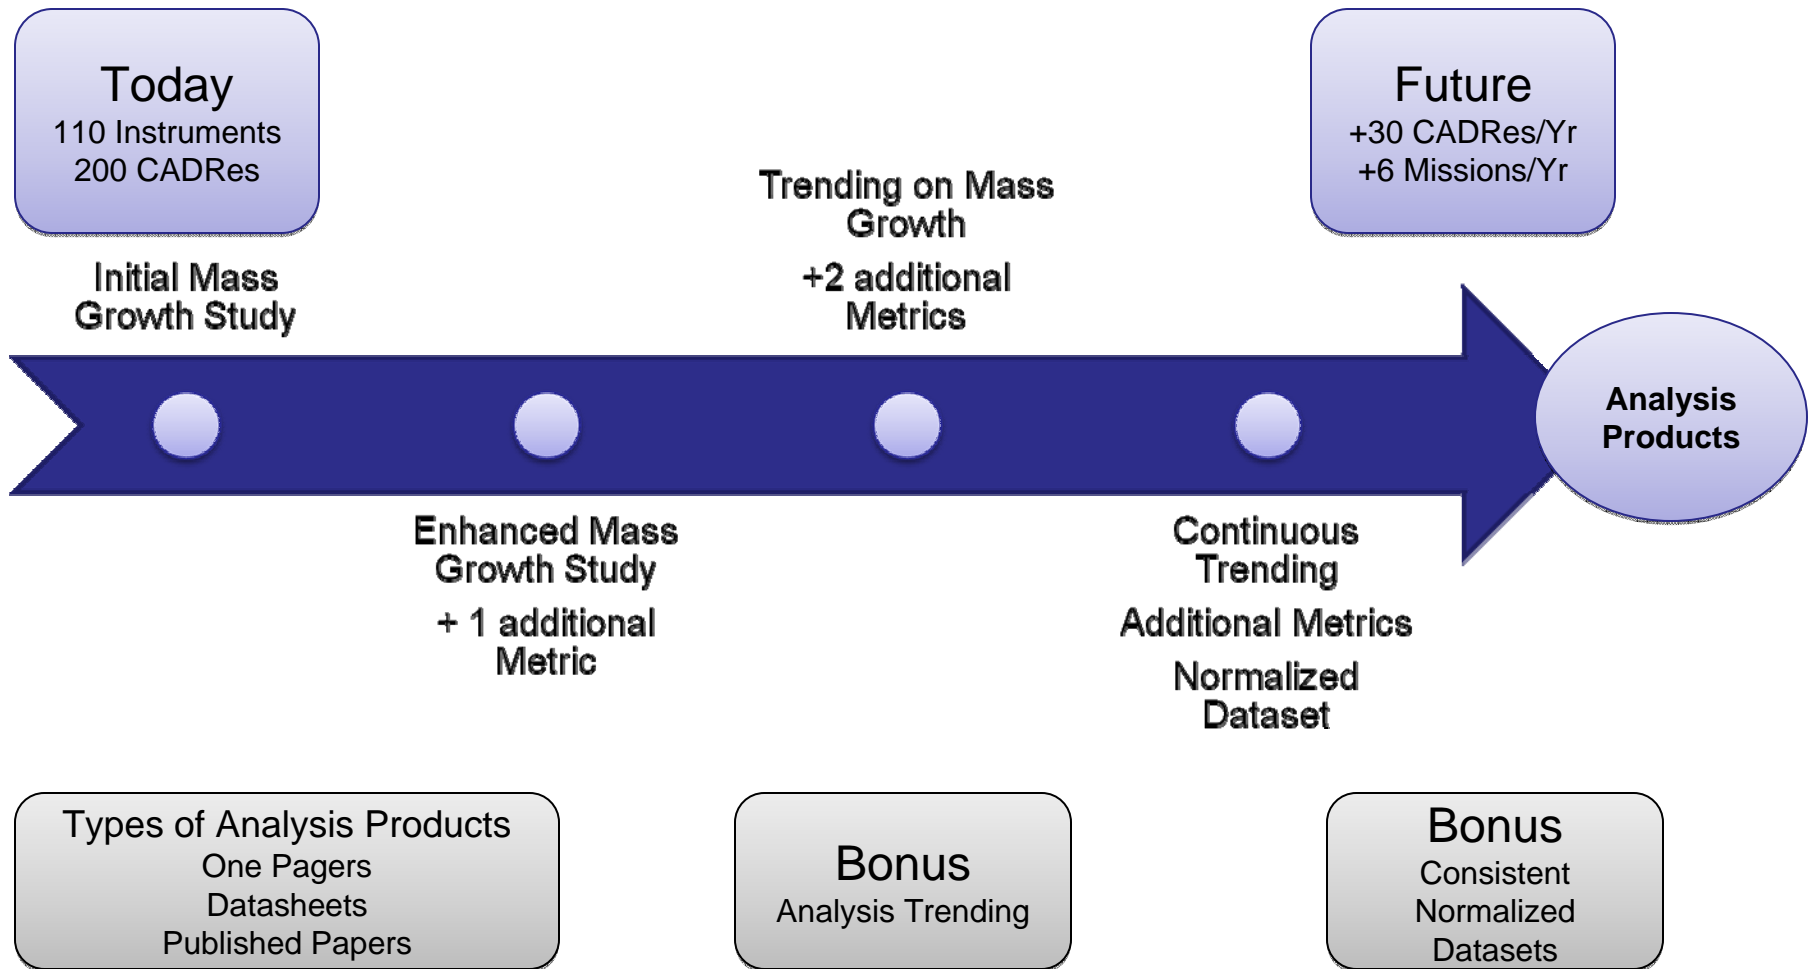 Today
110 Instruments
200 CADRes
Future
+30 CADRes/Yr
+6 Missions/Yr
Initial Mass
Growth Study
Trending on Mass
Growth
+2 additional
Metrics
Analysis
Products
Enhanced Mass
Growth Study
+ 1 additional
Metric
Continuous
Trending
Additional Metrics
Normalized
Dataset
Types of Analysis Products
One Pagers
Datasheets
Published Papers
Bonus
Analysis Trending
Bonus
Consistent
Normalized
Datasets